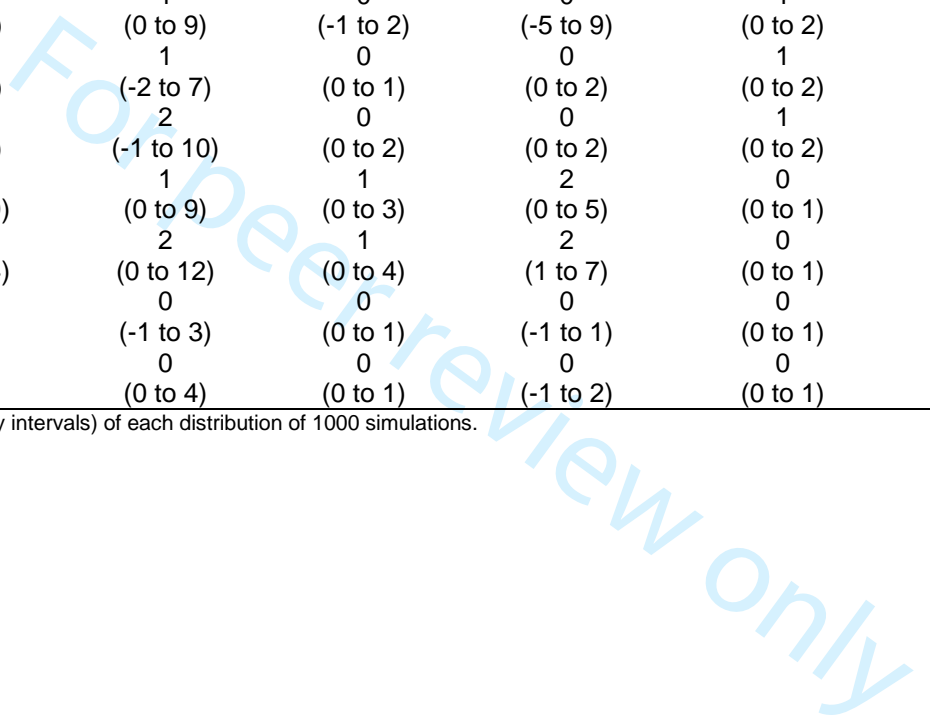 (0 to 9) (-1 to 2) (-5 to 9) (0 to 2)
1 0 0 1
) (-2 to 7) (0 to 1) (0 to 2) (0 to 2)
2 0 0 1
(-1 to 10) (0 to 2) (0 to 2) (0 to 2)
1 1 2 0
) (0 to 9) (0 to 3) (0 to 5) (0 to 1)
2 1 2 0
) (0 to 12) (0 to 4) (1 to 7) (0 to 1)
0 0 0 0
(-1 to 3) (0 to 1) (-1 to 1) (0 to 1)
0 0 0 0
(0 to 4) (0 to 1) (-1 to 2) (0 to 1)
intervals) of each distribution of 1000 simulations.
For peer review only